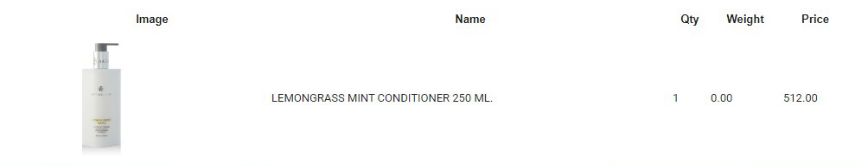 Image Name Qty Weight Price
LEMONGRASS MINT CONDITIONER 250 ML. 1 0.00 512.00